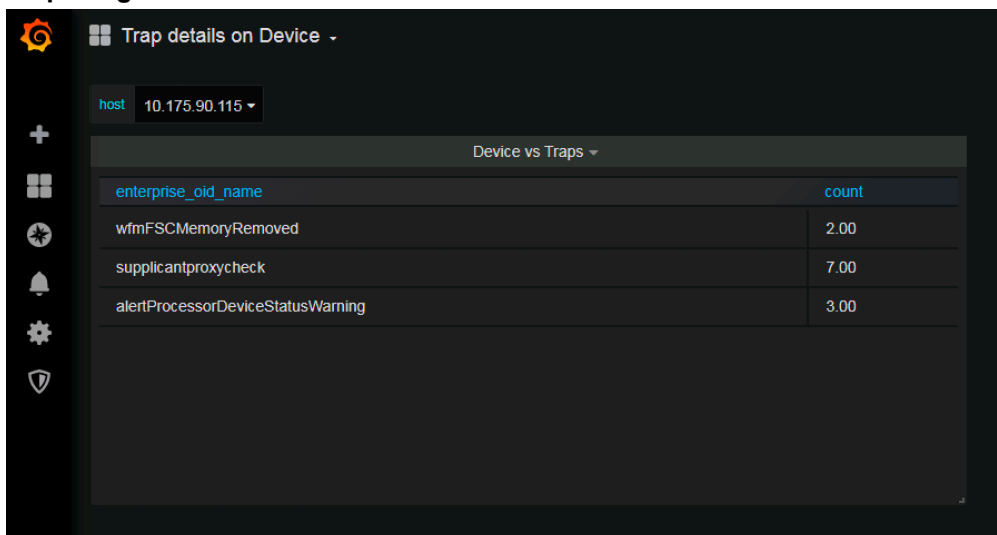 Trap details on Device
host 10.175.90.115
Device vs Traps
enterprise_oid_name count
wfmFSCMemoryRemoved 2.00
supplicantproxycheck 7.00
alertProcessorDeviceStatusWarning 3.00